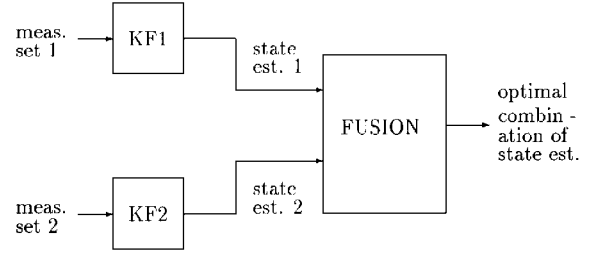 meas.
set 1
KF1
state
est. 1
FUSION
optimal
combin -
ation of
state est.
meas.
set 2
KF2
state
est. 2